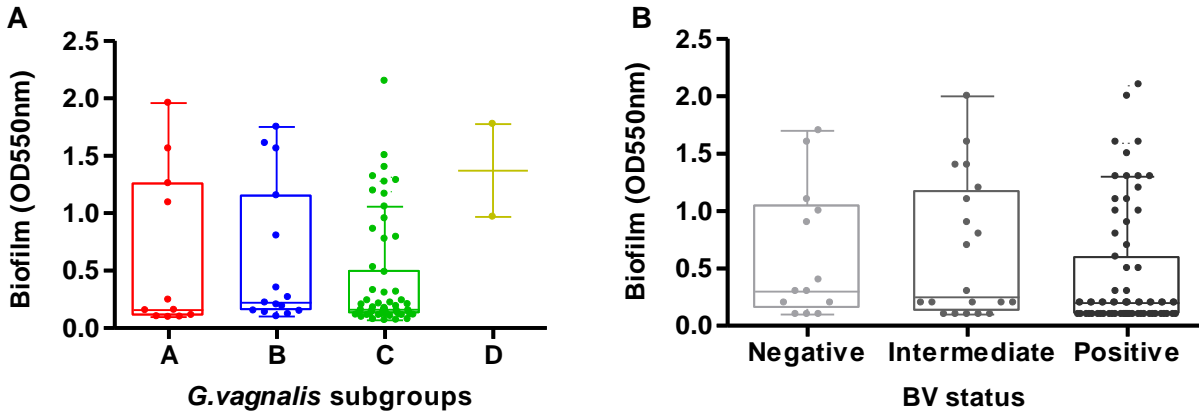 A
Biofilm (OD550nm)
2.5
2.0
1.5
1.0
0.5
0.0
A B C D
G.vagnalis subgroups
B
Biofilm (OD550nm)
2.5
2.0
1.5
1.0
0.5
0.0
Negative Intermediate Positive
BV status